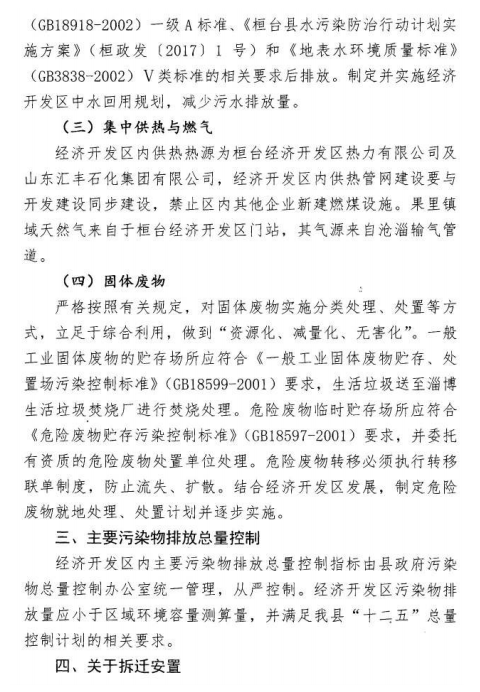 （GB18918-2002）一级 A 标准、《桓台县水污染防治行动计划实
施方案》（桓政发〔2017〕1 号）和《地表水环境质量标准》
（GB3838-2002）Ⅴ类标准的相关要求后排放。制定并实施经济
开发区中水回用规划，减少污水排放量。
（三）集中供热与燃气
经济开发区内供热热源为桓台经济开发区热力有限公司及
山东汇丰石化集团有限公司，经济开发区内供热管网建设要与
开发建设同步建设，禁止区内其他企业新建燃煤设施。果里镇
域天然气来自于桓台经济开发区门站，其气源来自沧淄输气管
道。
（四）固体废物
严格按照有关规定，对固体废物实施分类处理、处置等方
式，立足于综合利用，做到“资源化、减量化、无害化”。一般
工业固体废物的贮存场所应符合《一般工业固体废物贮存、处
置场污染控制标准》（GB18599-2001）要求，生活垃圾送至淄博
生活垃圾焚烧厂进行焚烧处理。危险废物临时贮存场所应符合
《危险废物贮存污染控制标准》（GB18597-2001）要求，并委托
有资质的危险废物处置单位处理。危险废物转移必须执行转移
联单制度，防止流失、扩散。结合经济开发区发展，制定危险
废物就地处理、处置计划并逐步实施。
三、主要污染物排放总量控制
经济开发区内主要污染物排放总量控制指标由县政府污染
物总量控制办公室统一管理，从严控制。经济开发区污染物排
放量应小于区域环境容量测算量，并满足我县“十二五”总量
控制计划的相关要求。
四、关于拆迁安置